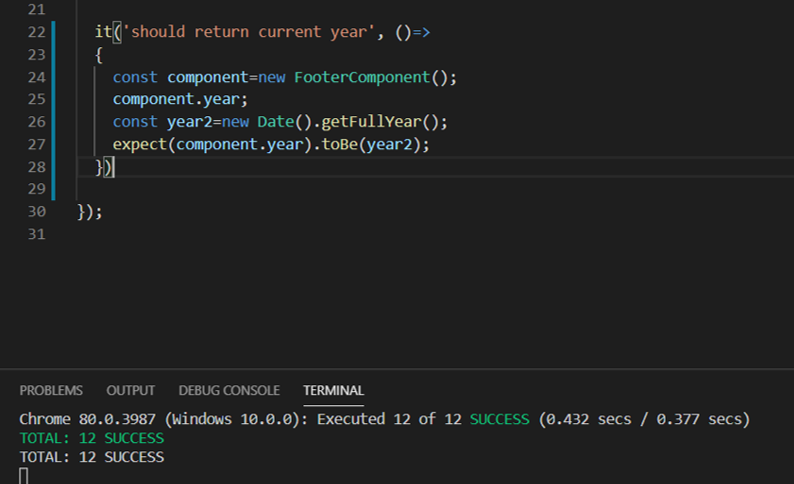 21
22 it('should return current year', ()=>
23 {
24 const component=new FooterComponent();
25 component.year;
26 const year2=new Date().getFullYear();
27 expect(component.year).toBe(year2);
28 })
29
30 });
31
PROBLEMS OUTPUT DEBUG CONSOLE TERMINAL
Chrome 80.0.3987 (Windows 10.0.0): Executed 12 of 12 SUCCESS (0.432 secs / 0.377 secs)
TOTAL: 12 SUCCESS
TOTAL: 12 SUCCESS